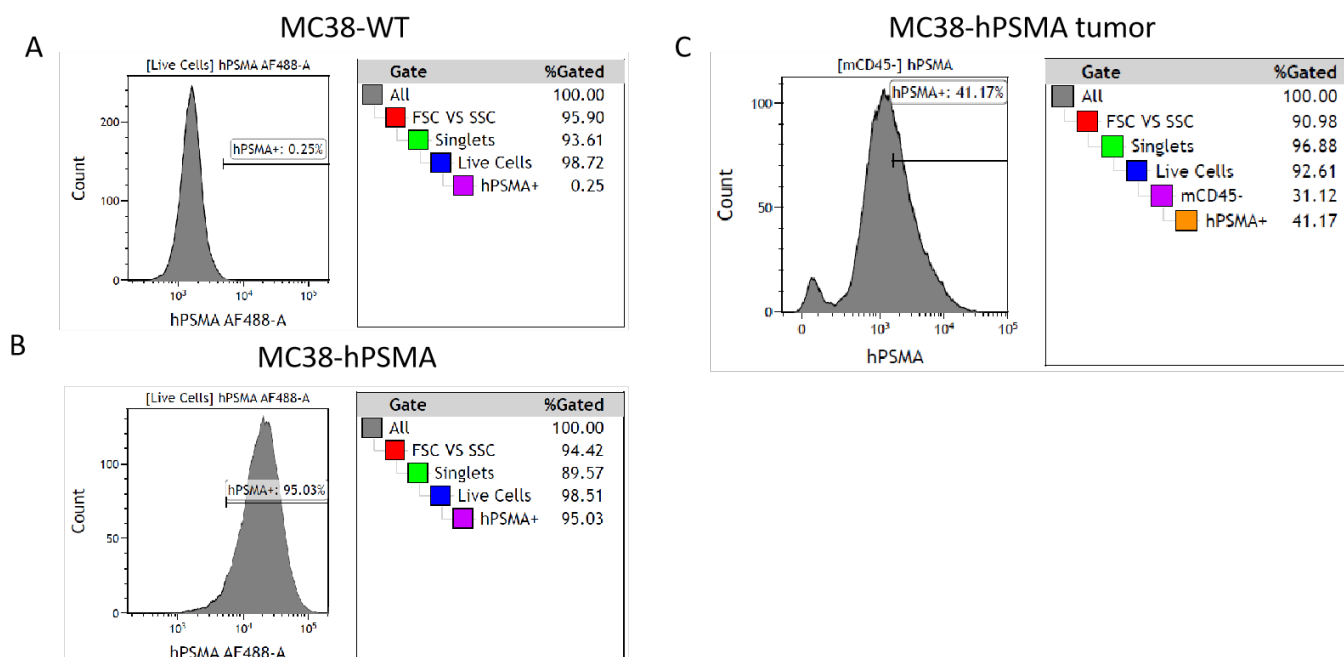 A
MC38-WT
[Live Cells] hPSMA AF488-A
hPSMA+: 0.25%
200
100
0
Count
10³ 10⁴ 10⁵
hPSMA AF488-A
Gate %Gated
All 100.00
FSC VS SSC 95.90
Singlets 93.61
Live Cells 98.72
hPSMA+ 0.25
B
MC38-hPSMA
[Live Cells] hPSMA AF488-A
hPSMA+: 95.03%
100
50
0
Count
10³ 10⁴ 10⁵
hPSMA AF488-A
Gate %Gated
All 100.00
FSC VS SSC 94.42
Singlets 89.57
Live Cells 98.51
hPSMA+ 95.03
C
MC38-hPSMA tumor
[mCD45-] hPSMA
hPSMA+: 41.17%
100
50
0
Count
0 10³ 10⁴ 10⁵
hPSMA
Gate %Gated
All 100.00
FSC VS SSC 90.98
Singlets 96.88
Live Cells 92.61
mCD45- 31.12
hPSMA+ 41.17